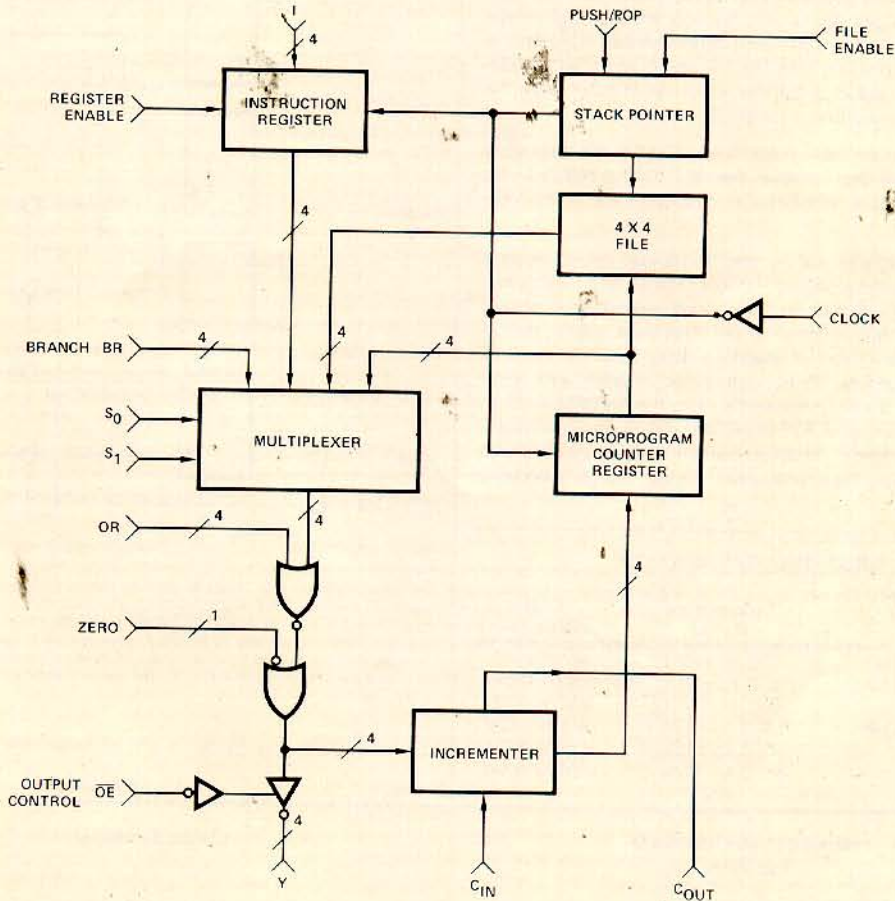 I
4
PUSH/POP
FILE
ENABLE
REGISTER
ENABLE
INSTRUCTION
REGISTER
STACK POINTER
4
4 X 4
FILE
CLOCK
BRANCH BR
4
4
4
S0
S1
MULTIPLEXER
MICROPROGRAM
COUNTER
REGISTER
OR
4
4
4
ZERO
1
4
INCREMENTER
OUTPUT
CONTROL
OE
4
Y
CIN
COUT